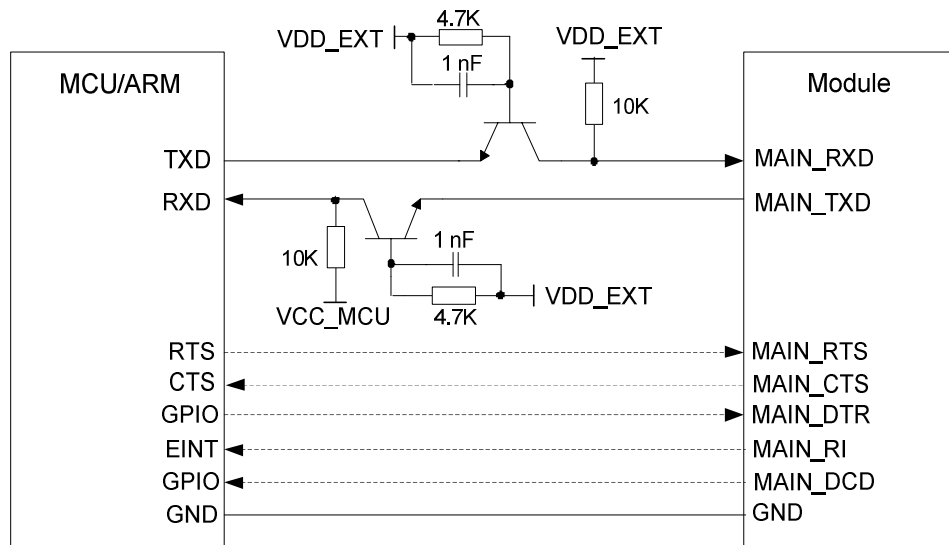 4.7K
VDD_EXT
VDD_EXT
1 nF
MCU/ARM
Module
10K
TXD
MAIN_RXD
RXD
MAIN_TXD
1 nF
10K
VDD_EXT
VCC_MCU
4.7K
RTS
MAIN_RTS
CTS
MAIN_CTS
GPIO
MAIN_DTR
EINT
MAIN_RI
GPIO
MAIN_DCD
GND
GND